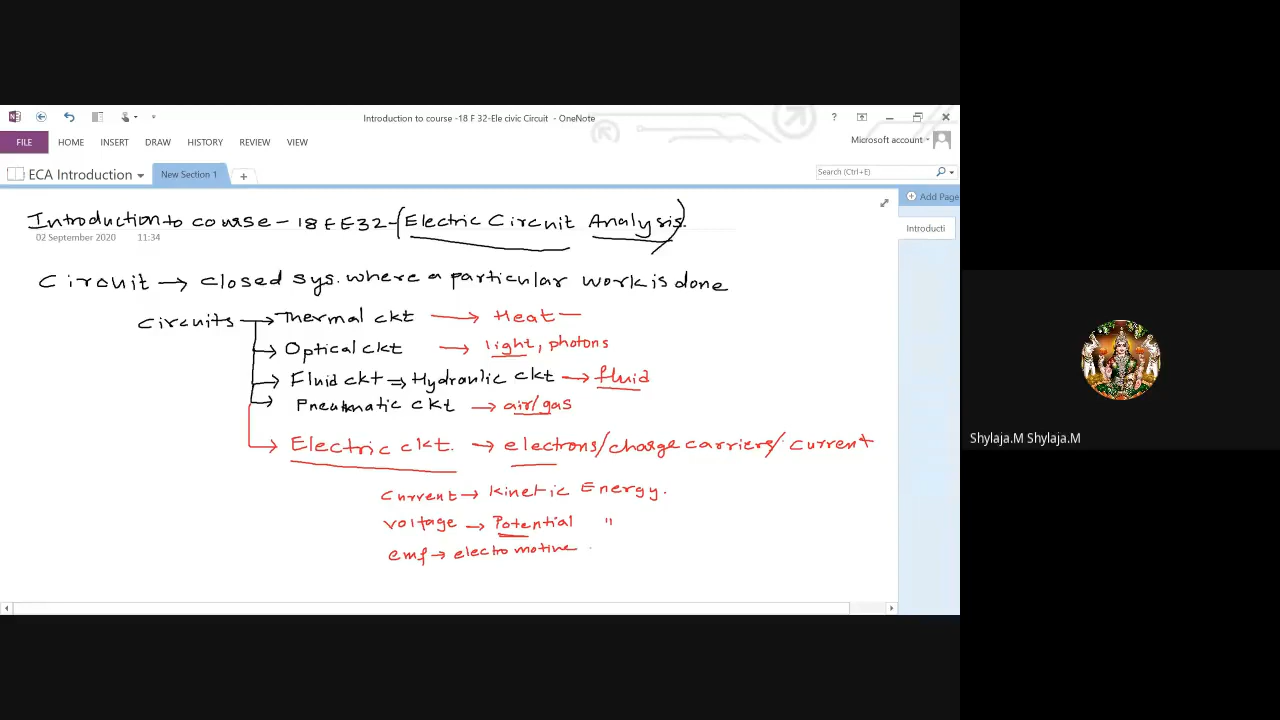 Introduction to course -18 F 32-Ele civic Circuit - OneNote
?
FILE HOME INSERT DRAW HISTORY REVIEW VIEW
Microsoft account
ECA Introduction New Section 1 +
Search (Ctrl+E)
Add Page
Introducti
Introduction to course - 18EE32-(Electric Circuit Analysis).
02 September 2020 11:34
Circuit → closed sys. where a particular work is done
Circuits → Thermal ckt → Heat —
→ Optical ckt → light, photons
→ Fluid ckt → Hydraulic ckt → fluid
→ Pneumatic ckt → air/gas
→ Electric ckt. → electrons/charge carriers/current
Current → kinetic Energy.
voltage → Potential "
emf → electromotive
Shylaja.M Shylaja.M